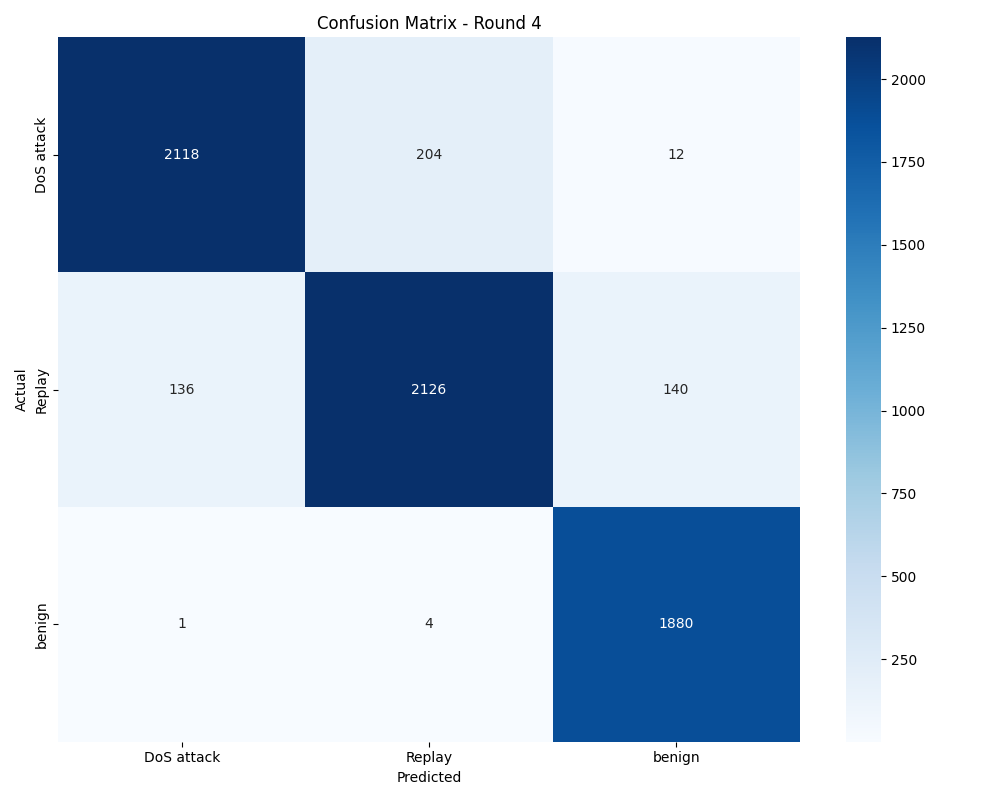 Confusion Matrix - Round 4
DoS attack
2118
204
12
Actual
Replay
136
2126
140
benign
1
4
1880
DoS attack
Replay
benign
Predicted
2000
1750
1500
1250
1000
750
500
250